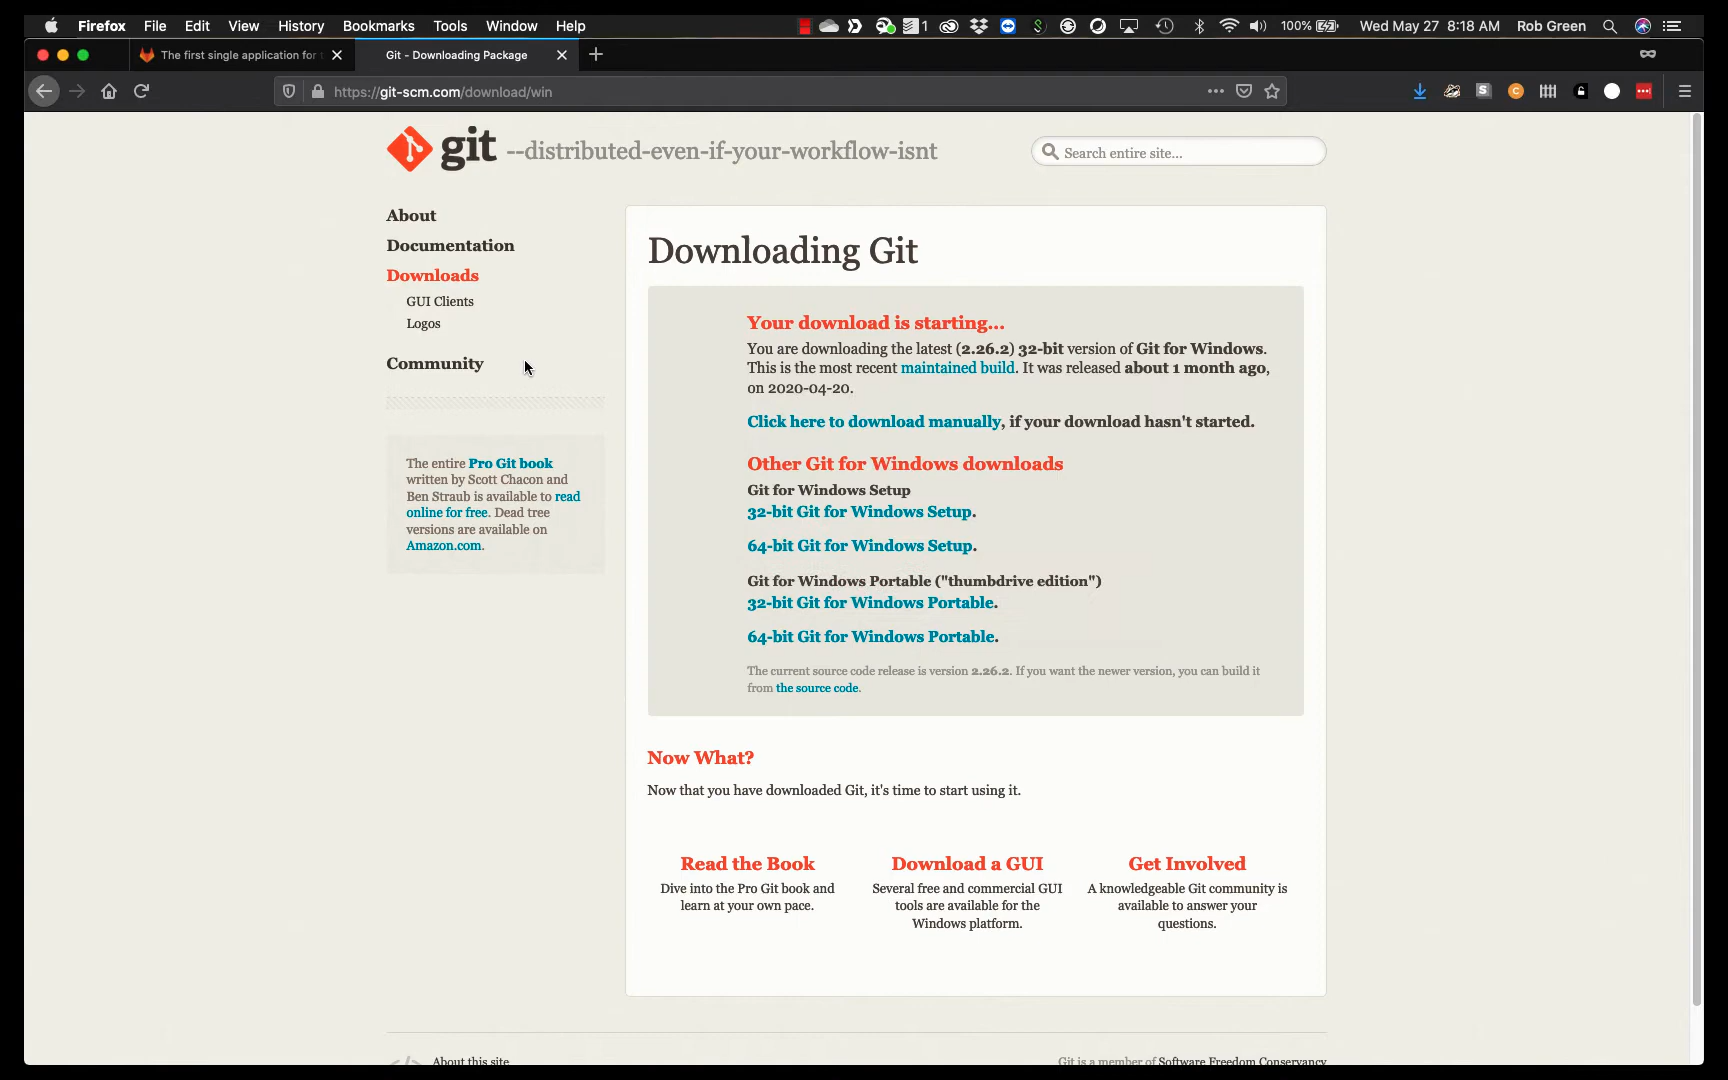 Firefox File Edit View History Bookmarks Tools Window Help 1 100% Wed May 27 8:18 AM Rob Green
The first single application for Git - Downloading Package
https://git-scm.com/download/win
git --distributed-even-if-your-workflow-isnt
Search entire site...
About
Documentation
Downloads
GUI Clients
Logos
Community
The entire Pro Git book
written by Scott Chacon and
Ben Straub is available to read
online for free. Dead tree
versions are available on
Amazon.com.
Downloading Git
Your download is starting...
You are downloading the latest (2.26.2) 32-bit version of Git for Windows.
This is the most recent maintained build. It was released about 1 month ago,
on 2020-04-20.
Click here to download manually, if your download hasn't started.
Other Git for Windows downloads
Git for Windows Setup
32-bit Git for Windows Setup.
64-bit Git for Windows Setup.
Git for Windows Portable ("thumbdrive edition")
32-bit Git for Windows Portable.
64-bit Git for Windows Portable.
The current source code release is version 2.26.2. If you want the newer version, you can build it
from the source code.
Now What?
Now that you have downloaded Git, it's time to start using it.
Read the Book
Dive into the Pro Git book and
learn at your own pace.
Download a GUI
Several free and commercial GUI
tools are available for the
Windows platform.
Get Involved
A knowledgeable Git community is
available to answer your
questions.
About this site
Git is a member of Software Freedom Conservancy